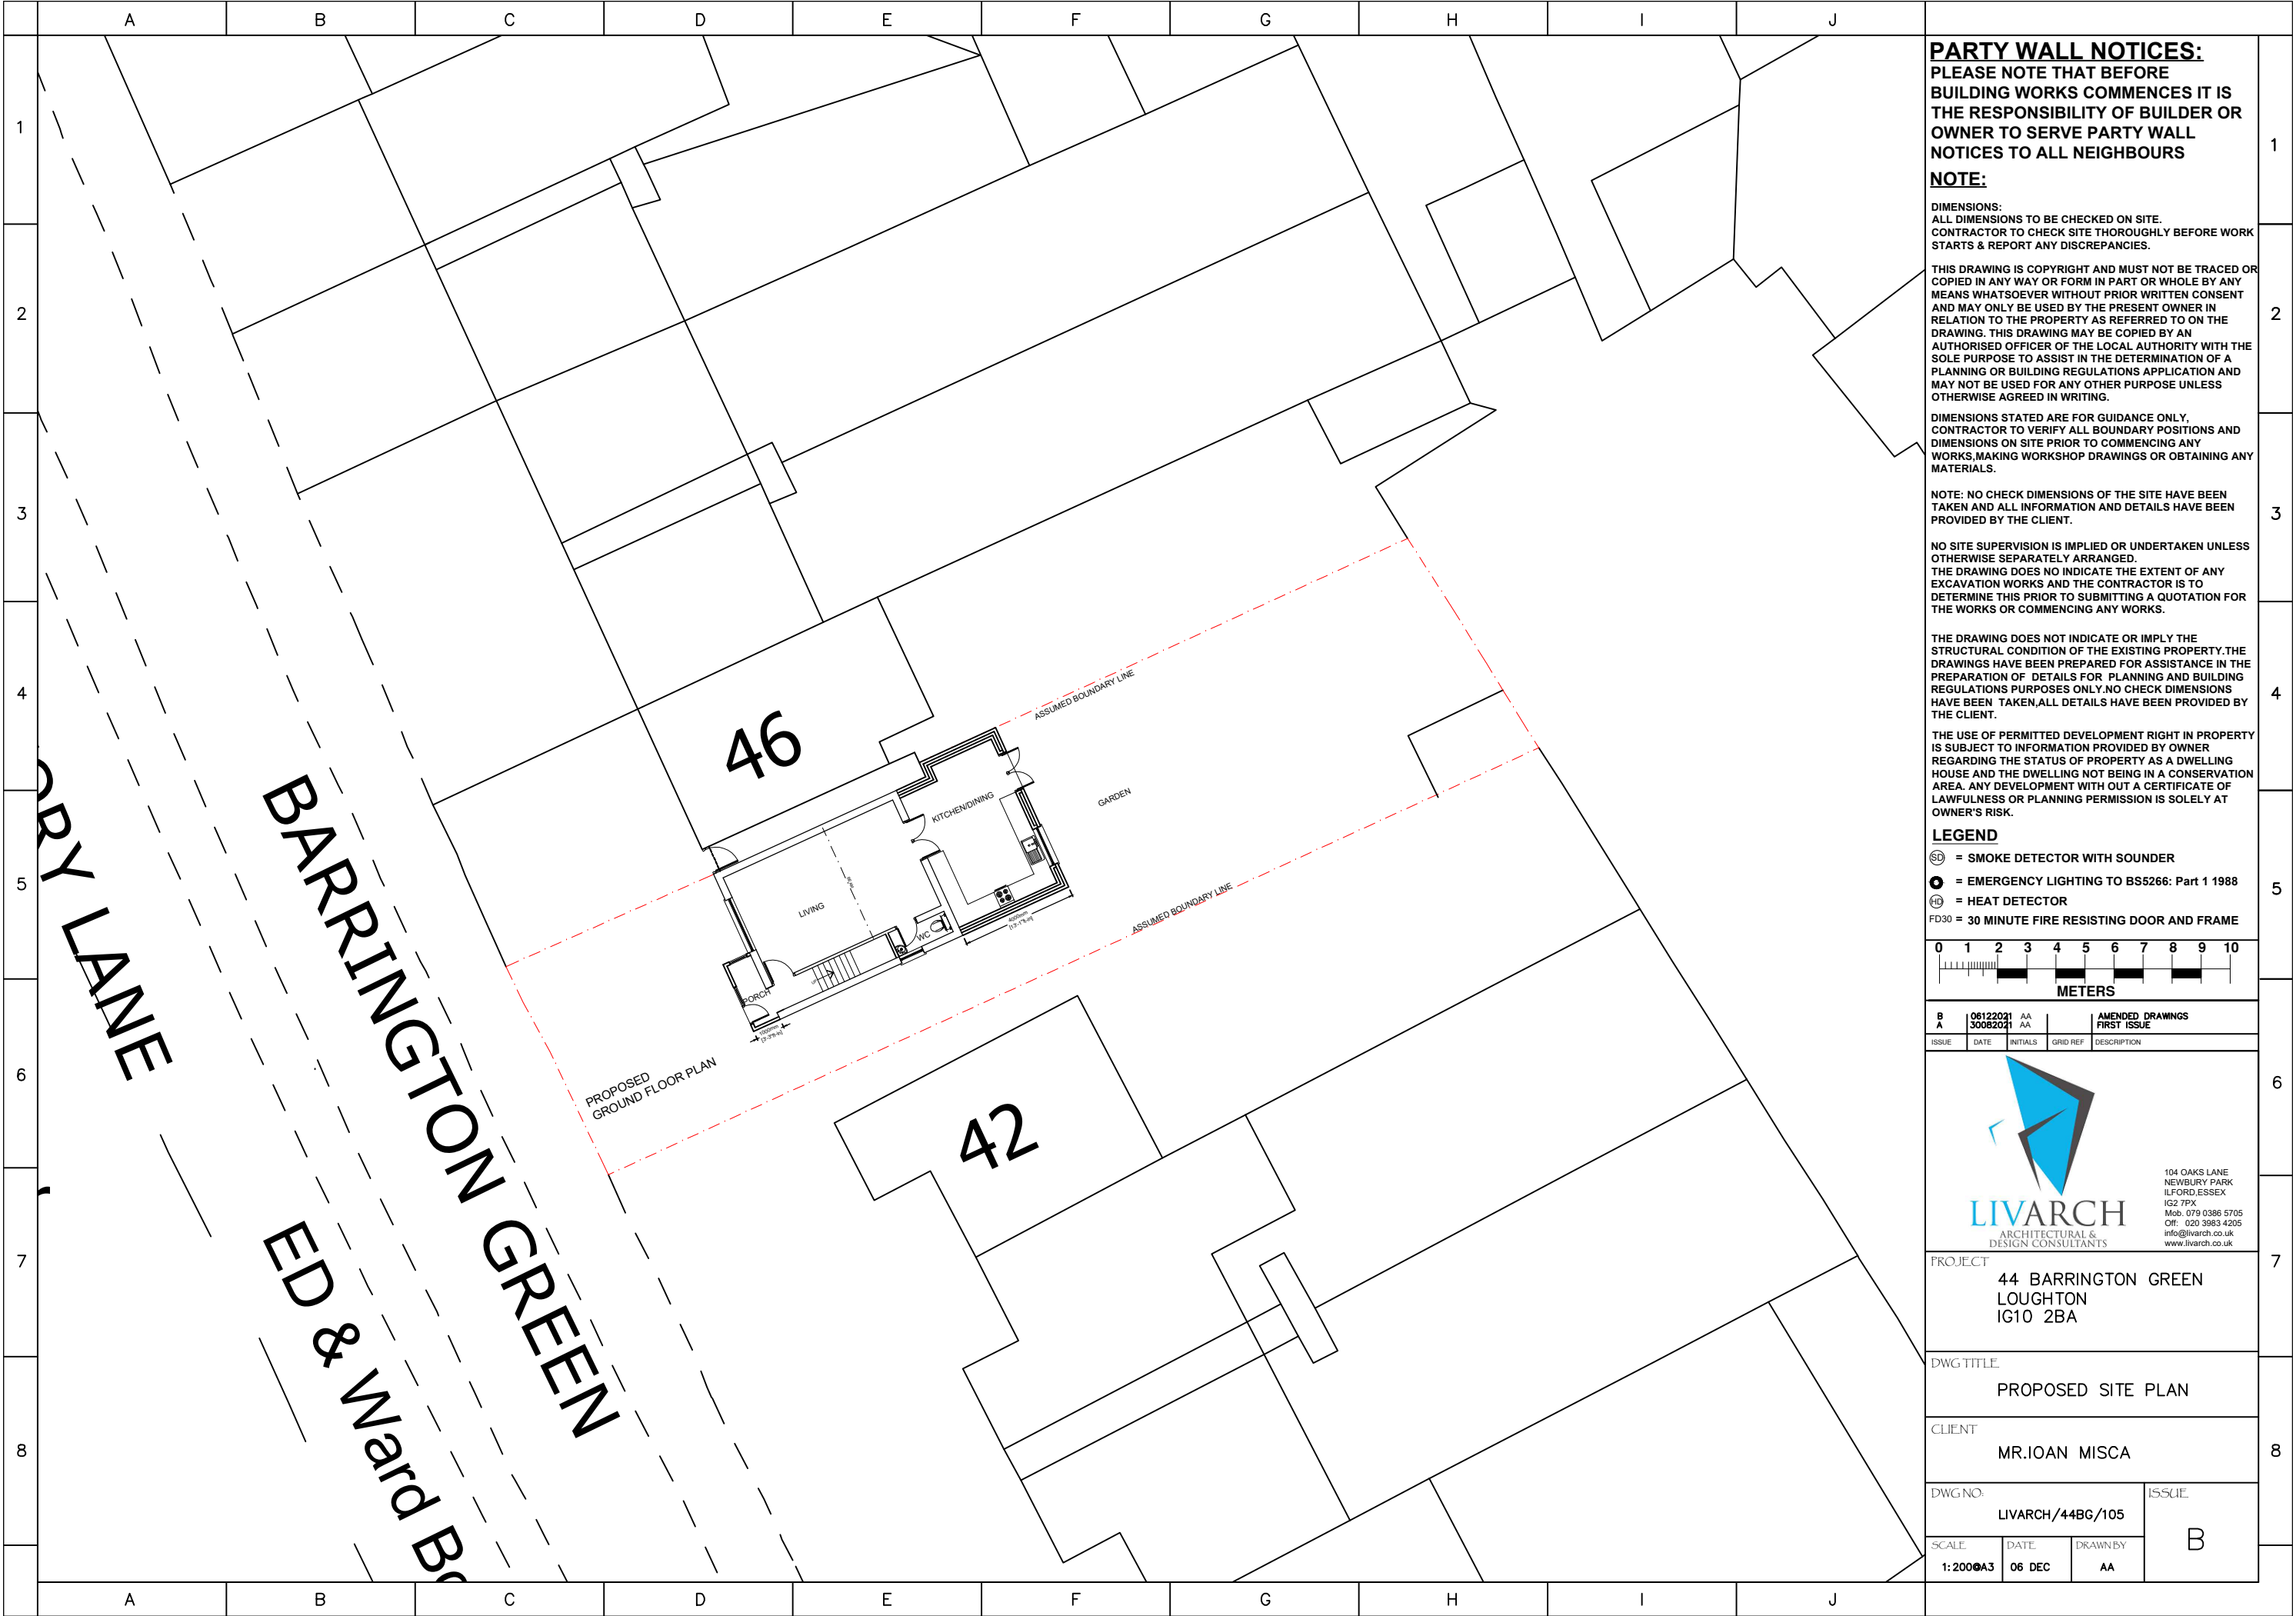 A B C D E F G H I J
1
2
3
4
5
6
7
8
ORY LANE
BARRINGTON GREEN
ED & Ward Bo
46
42
ASSUMED BOUNDARY LINE
KITCHEN/DINING
GARDEN
LIVING
WC
UP
PORCH
4000mm
1000mm
ASSUMED BOUNDARY LINE
PROPOSED
GROUND FLOOR PLAN
A B C D E F G H I J
PARTY WALL NOTICES:
PLEASE NOTE THAT BEFORE
BUILDING WORKS COMMENCES IT IS
THE RESPONSIBILITY OF BUILDER OR
OWNER TO SERVE PARTY WALL
NOTICES TO ALL NEIGHBOURS
NOTE:
DIMENSIONS:
ALL DIMENSIONS TO BE CHECKED ON SITE.
CONTRACTOR TO CHECK SITE THOROUGHLY BEFORE WORK
STARTS & REPORT ANY DISCREPANCIES.
THIS DRAWING IS COPYRIGHT AND MUST NOT BE TRACED OR
COPIED IN ANY WAY OR FORM IN PART OR WHOLE BY ANY
MEANS WHATSOEVER WITHOUT PRIOR WRITTEN CONSENT
AND MAY ONLY BE USED BY THE PRESENT OWNER IN
RELATION TO THE PROPERTY AS REFERRED TO ON THE
DRAWING. THIS DRAWING MAY BE COPIED BY AN
AUTHORISED OFFICER OF THE LOCAL AUTHORITY WITH THE
SOLE PURPOSE TO ASSIST IN THE DETERMINATION OF A
PLANNING OR BUILDING REGULATIONS APPLICATION AND
MAY NOT BE USED FOR ANY OTHER PURPOSE UNLESS
OTHERWISE AGREED IN WRITING.
DIMENSIONS STATED ARE FOR GUIDANCE ONLY,
CONTRACTOR TO VERIFY ALL BOUNDARY POSITIONS AND
DIMENSIONS ON SITE PRIOR TO COMMENCING ANY
WORKS,MAKING WORKSHOP DRAWINGS OR OBTAINING ANY
MATERIALS.
NOTE: NO CHECK DIMENSIONS OF THE SITE HAVE BEEN
TAKEN AND ALL INFORMATION AND DETAILS HAVE BEEN
PROVIDED BY THE CLIENT.
NO SITE SUPERVISION IS IMPLIED OR UNDERTAKEN UNLESS
OTHERWISE SEPARATELY ARRANGED.
THE DRAWING DOES NO INDICATE THE EXTENT OF ANY
EXCAVATION WORKS AND THE CONTRACTOR IS TO
DETERMINE THIS PRIOR TO SUBMITTING A QUOTATION FOR
THE WORKS OR COMMENCING ANY WORKS.
THE DRAWING DOES NOT INDICATE OR IMPLY THE
STRUCTURAL CONDITION OF THE EXISTING PROPERTY.THE
DRAWINGS HAVE BEEN PREPARED FOR ASSISTANCE IN THE
PREPARATION OF DETAILS FOR PLANNING AND BUILDING
REGULATIONS PURPOSES ONLY.NO CHECK DIMENSIONS
HAVE BEEN TAKEN,ALL DETAILS HAVE BEEN PROVIDED BY
THE CLIENT.
THE USE OF PERMITTED DEVELOPMENT RIGHT IN PROPERTY
IS SUBJECT TO INFORMATION PROVIDED BY OWNER
REGARDING THE STATUS OF PROPERTY AS A DWELLING
HOUSE AND THE DWELLING NOT BEING IN A CONSERVATION
AREA. ANY DEVELOPMENT WITH OUT A CERTIFICATE OF
LAWFULNESS OR PLANNING PERMISSION IS SOLELY AT
OWNER'S RISK.
LEGEND
SD = SMOKE DETECTOR WITH SOUNDER
= EMERGENCY LIGHTING TO BS5266: Part 1 1988
HD = HEAT DETECTOR
FD30 = 30 MINUTE FIRE RESISTING DOOR AND FRAME
0 1 2 3 4 5 6 7 8 9 10
METERS
B 06122021 AA AMENDED DRAWINGS
A 30082021 AA FIRST ISSUE
ISSUE DATE INITIALS GRID REF DESCRIPTION
104 OAKS LANE
NEWBURY PARK
ILFORD,ESSEX
IG2 7PX
Mob. 079 0386 5705
Off: 020 3983 4205
info@livarch.co.uk
www.livarch.co.uk
LIVARCH
ARCHITECTURAL &
DESIGN CONSULTANTS
PROJECT
44 BARRINGTON GREEN
LOUGHTON
IG10 2BA
DWG TITLE
PROPOSED SITE PLAN
CLIENT
MR.IOAN MISCA
DWG NO:
LIVARCH/44BG/105
ISSUE
B
SCALE DATE DRAWN BY
1:200@A3 06 DEC AA
1
2
3
4
5
6
7
8